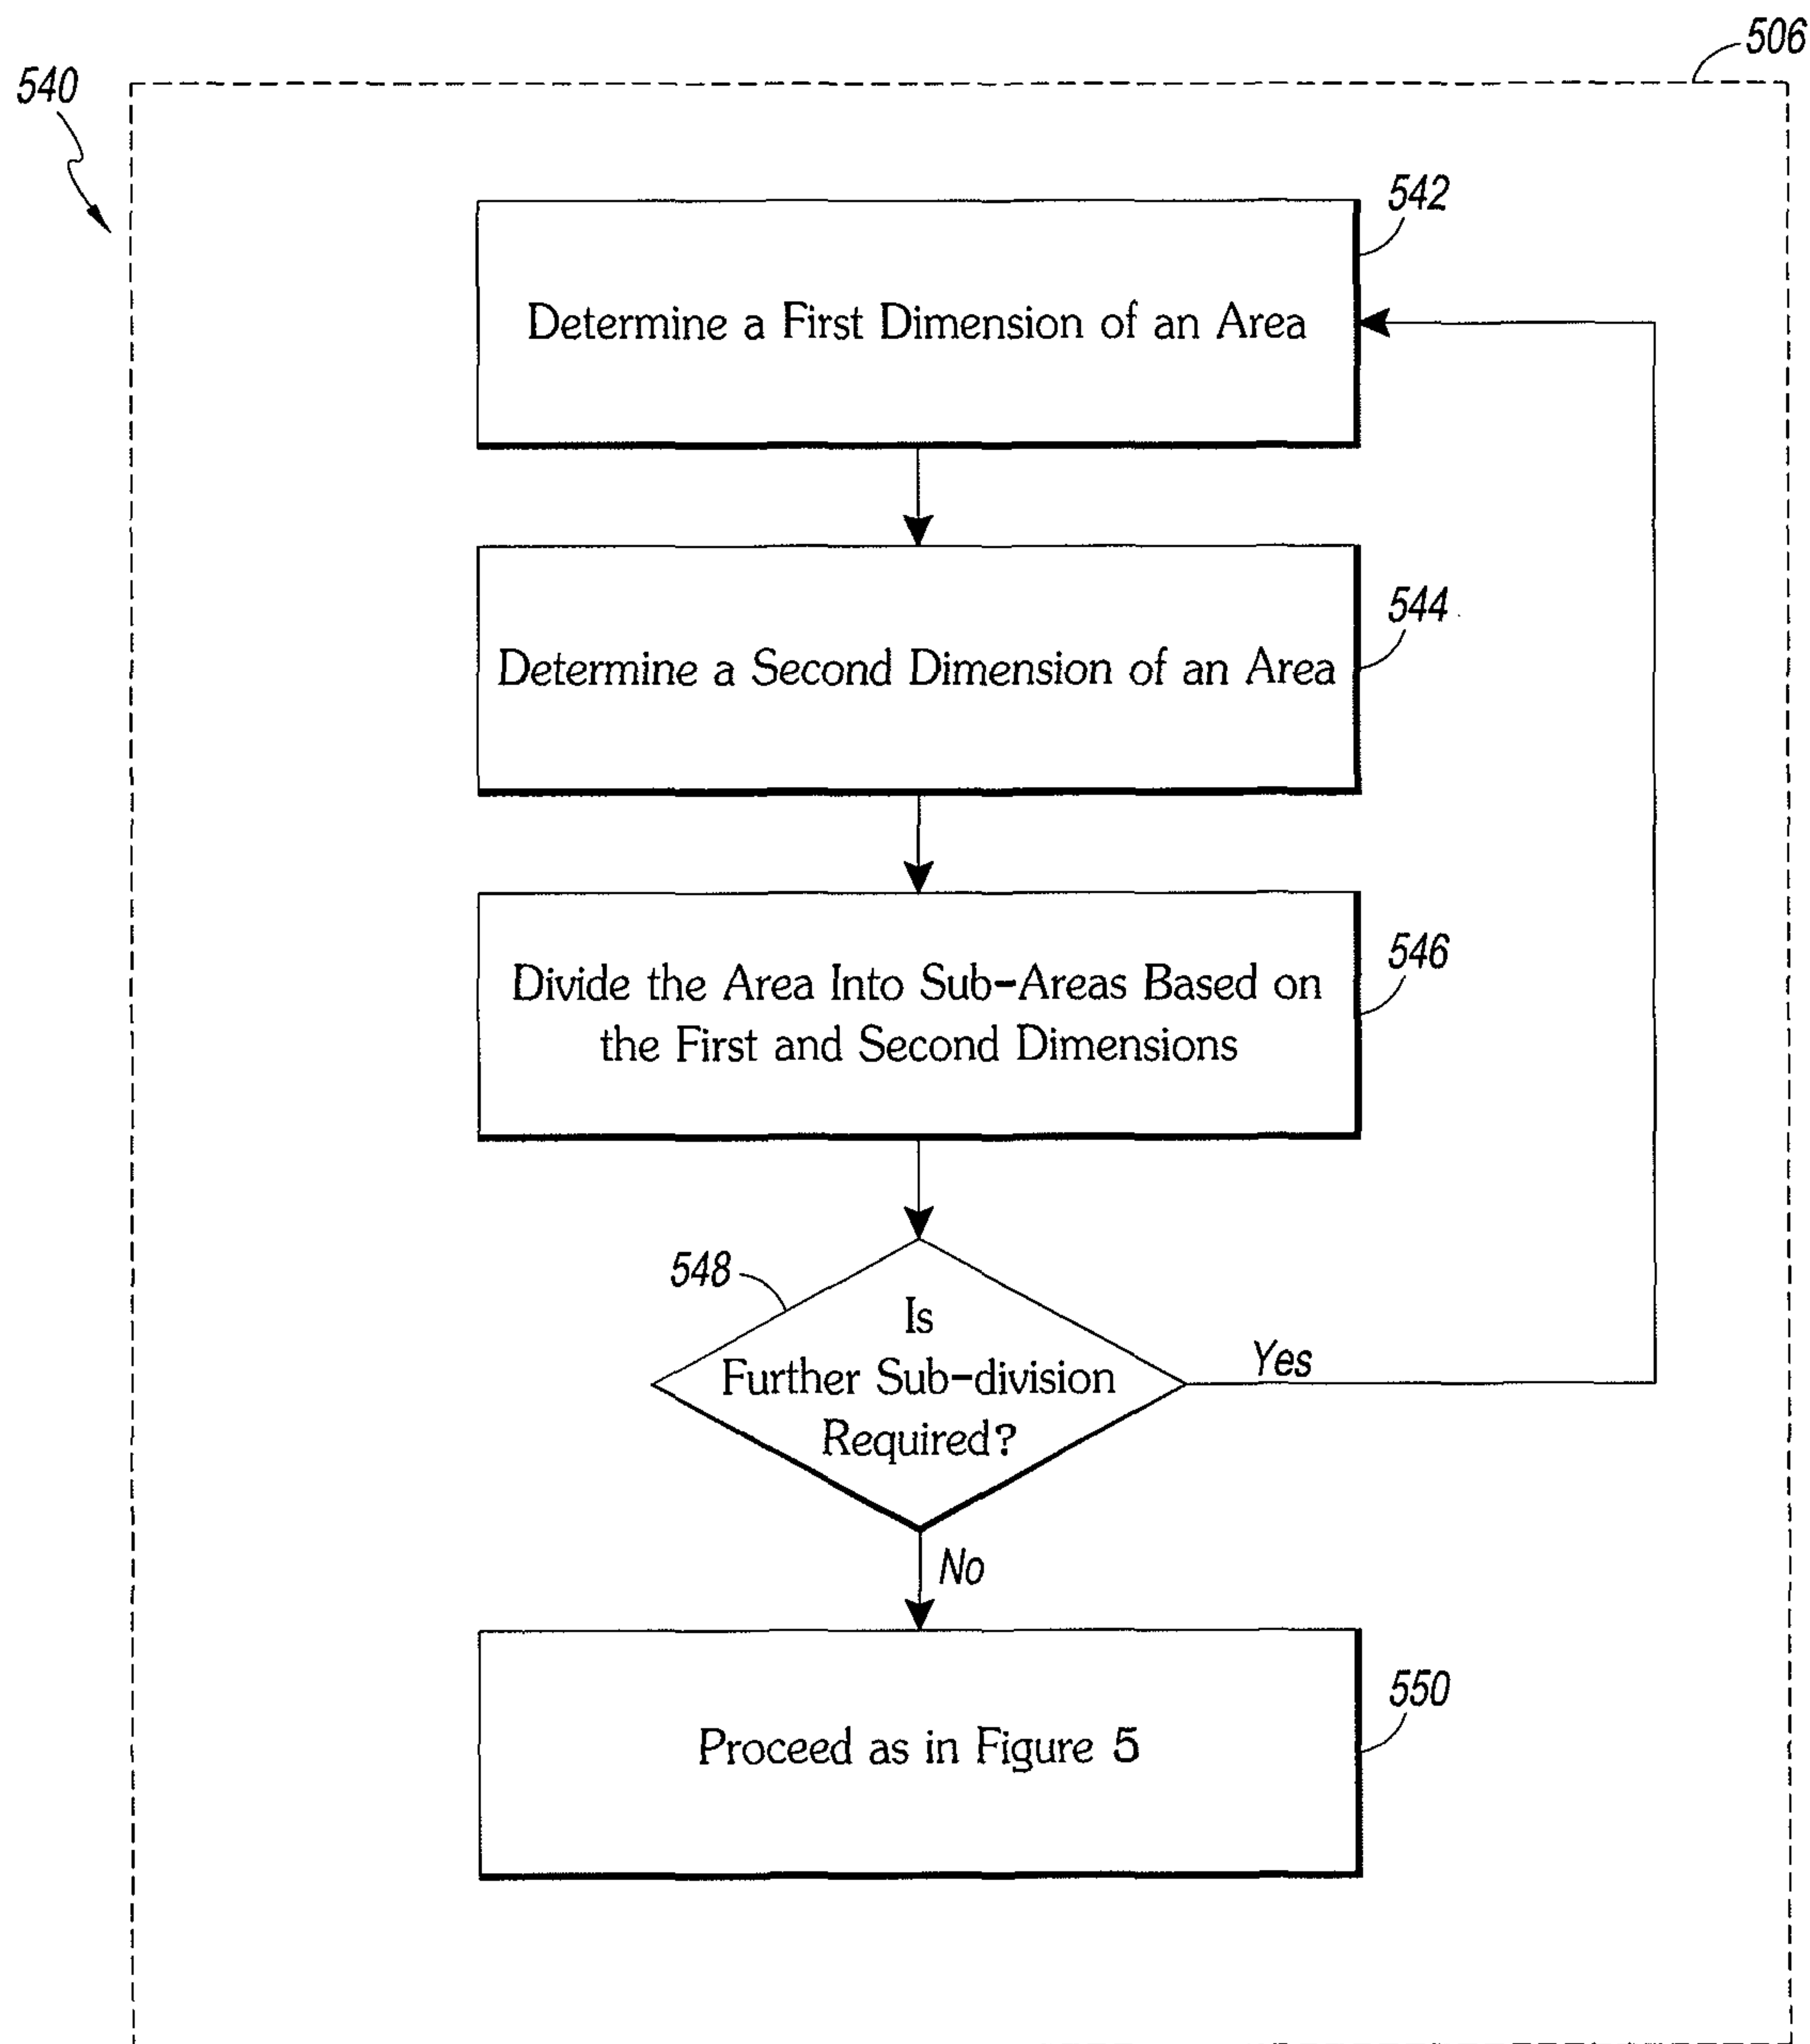 506
540
542
Determine a First Dimension of an Area
544
Determine a Second Dimension of an Area
546
Divide the Area Into Sub-Areas Based on
the First and Second Dimensions
548
Is
Further Sub-division
Required?
Yes
No
550
Proceed as in Figure 5